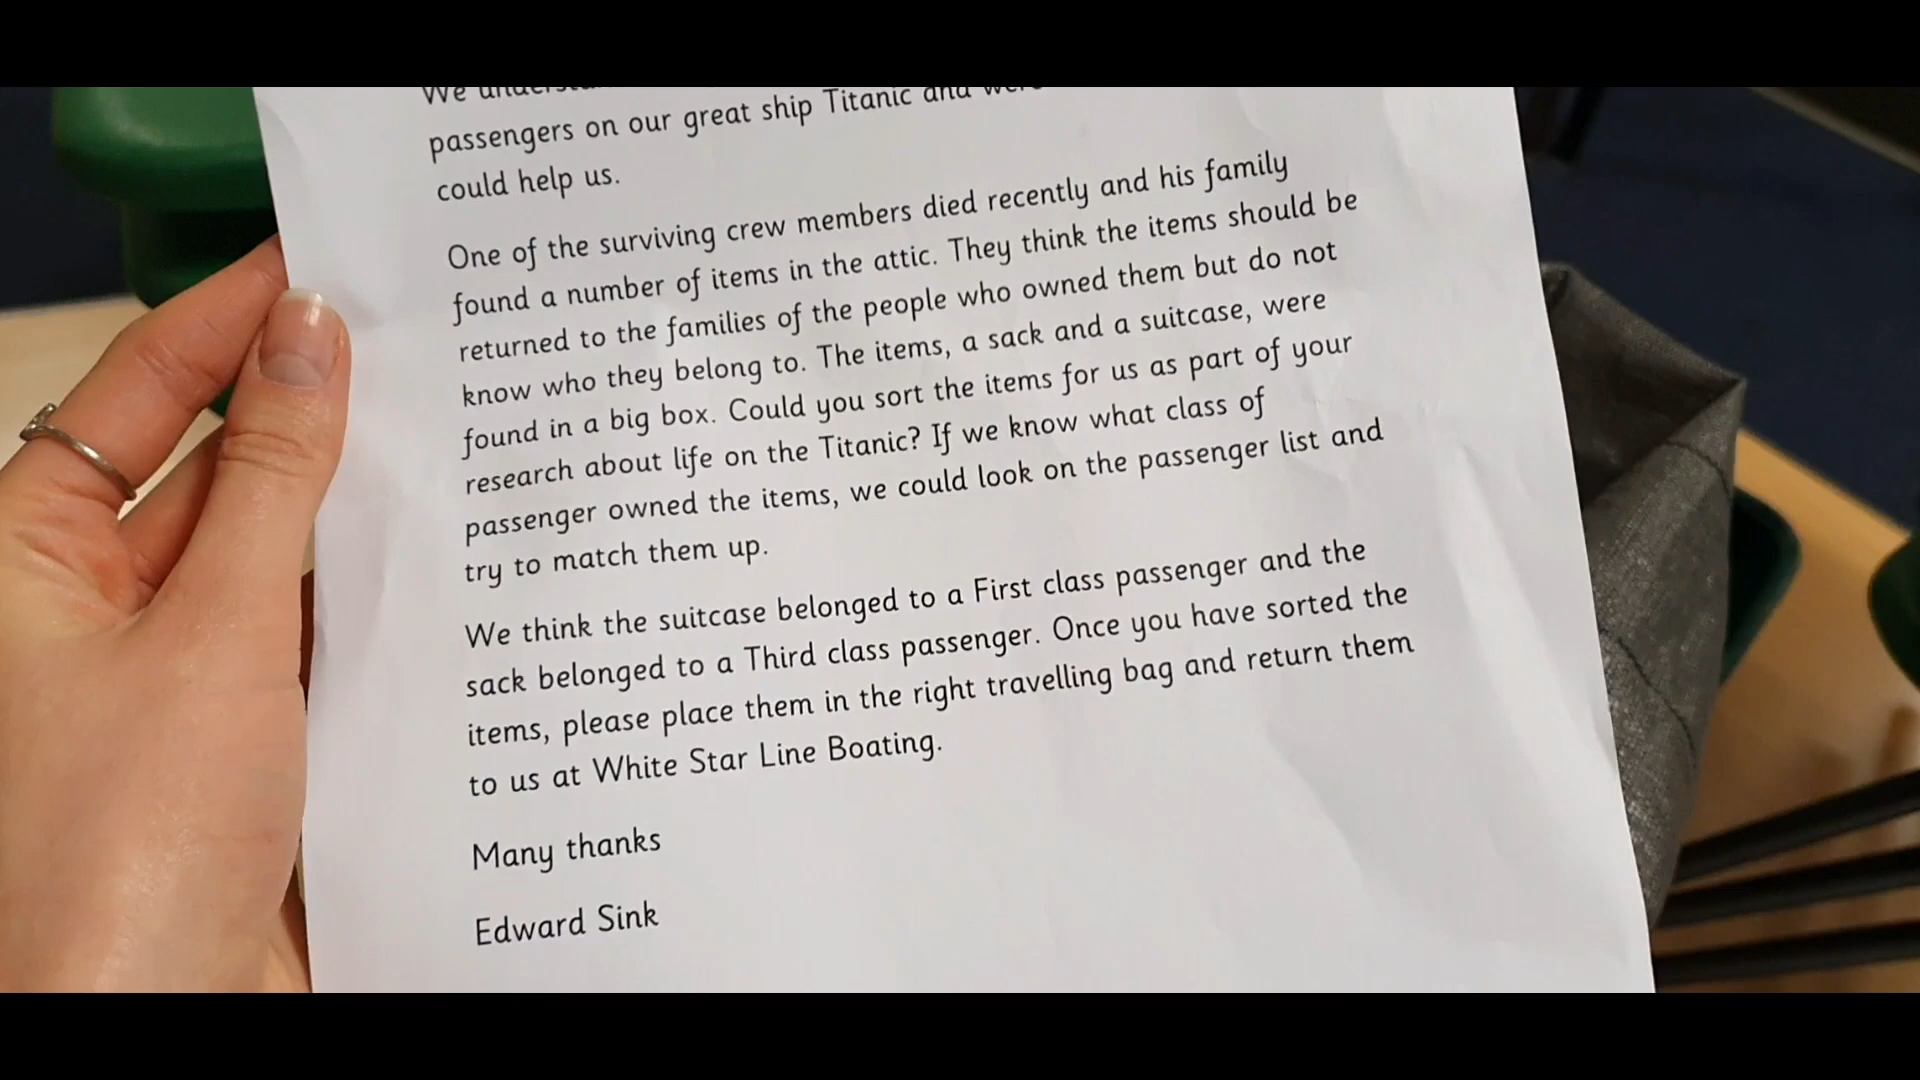 We
passengers on our great ship Titanic and were
could help us.
One of the surviving crew members died recently and his family
found a number of items in the attic. They think the items should be
returned to the families of the people who owned them but do not
know who they belong to. The items, a sack and a suitcase, were
found in a big box. Could you sort the items for us as part of your
research about life on the Titanic? If we know what class of
passenger owned the items, we could look on the passenger list and
try to match them up.
We think the suitcase belonged to a First class passenger and the
sack belonged to a Third class passenger. Once you have sorted the
items, please place them in the right travelling bag and return them
to us at White Star Line Boating.
Many thanks
Edward Sink